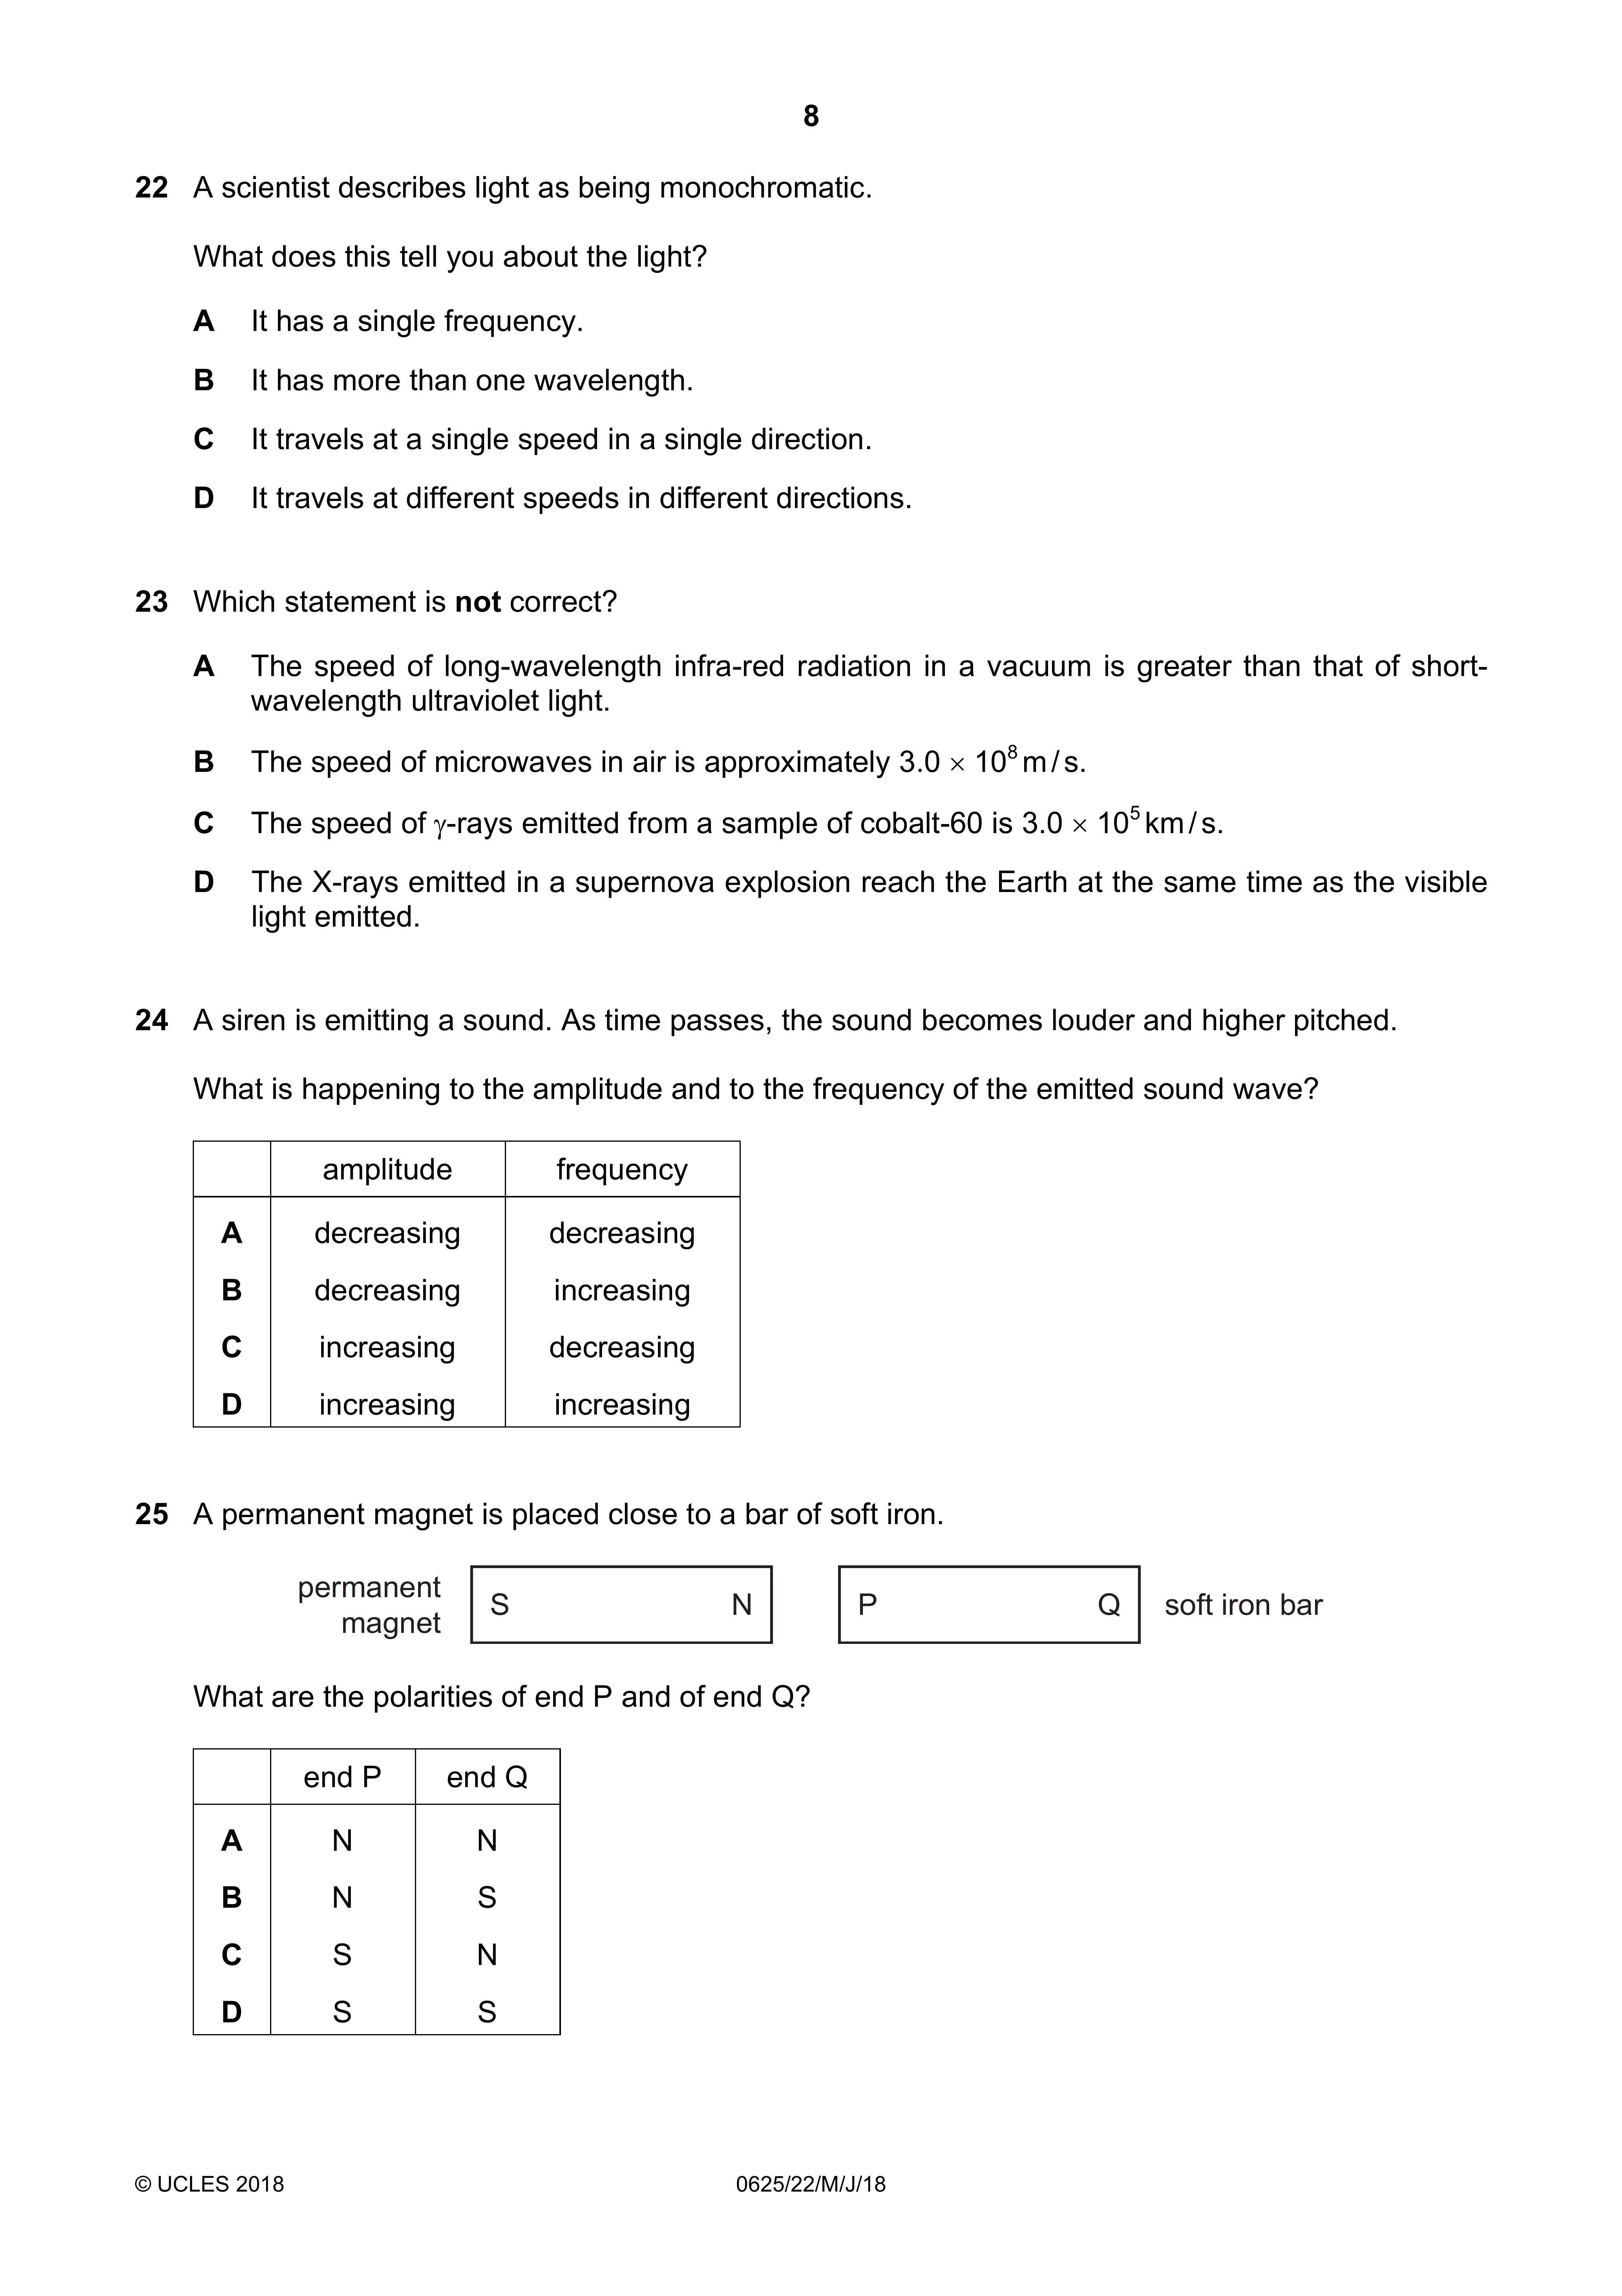 8
22 A scientist describes light as being monochromatic.
What does this tell you about the light?
A It has a single frequency.
B It has more than one wavelength.
C It travels at a single speed in a single direction.
D It travels at different speeds in different directions.
23 Which statement is not correct?
A The speed of long-wavelength infra-red radiation in a vacuum is greater than that of short-
wavelength ultraviolet light.
B The speed of microwaves in air is approximately 3.0 × 10⁸ m / s.
C The speed of γ-rays emitted from a sample of cobalt-60 is 3.0 × 10⁵ km / s.
D The X-rays emitted in a supernova explosion reach the Earth at the same time as the visible
light emitted.
24 A siren is emitting a sound. As time passes, the sound becomes louder and higher pitched.
What is happening to the amplitude and to the frequency of the emitted sound wave?
amplitude frequency
A decreasing decreasing
B decreasing increasing
C increasing decreasing
D increasing increasing
25 A permanent magnet is placed close to a bar of soft iron.
permanent
magnet
S N P Q soft iron bar
What are the polarities of end P and of end Q?
end P end Q
A N N
B N S
C S N
D S S
© UCLES 2018 0625/22/M/J/18